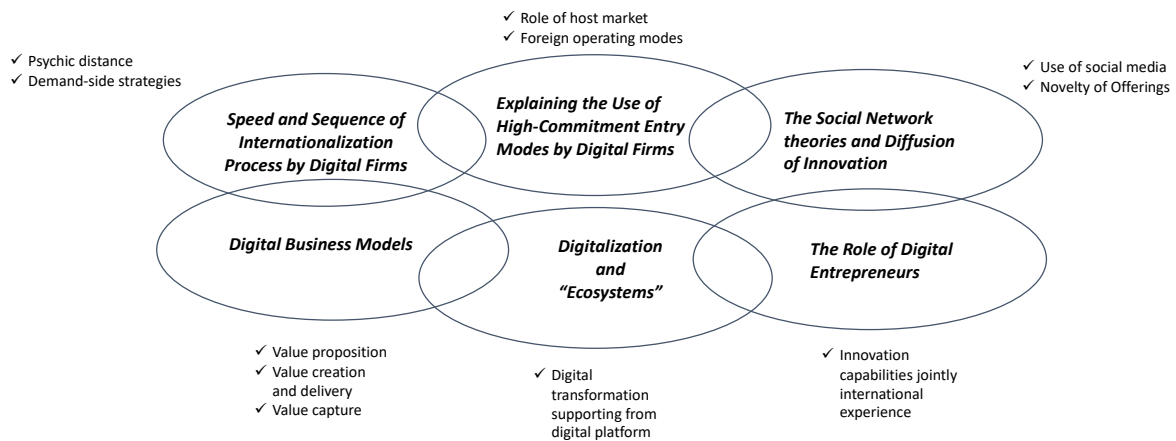 ✓ Role of host market
✓ Foreign operating modes
✓ Psychic distance
✓ Demand-side strategies
✓ Use of social media
✓ Novelty of Offerings
Speed and Sequence of
Internationalization
Process by Digital Firms
Explaining the Use of
High-Commitment Entry
Modes by Digital Firms
The Social Network
theories and Diffusion
of Innovation
Digital Business Models
Digitalization
and
“Ecosystems”
The Role of Digital
Entrepreneurs
✓ Value proposition
✓ Value creation
and delivery
✓ Value capture
✓ Digital
transformation
supporting from
digital platform
✓ Innovation
capabilities jointly
international
experience